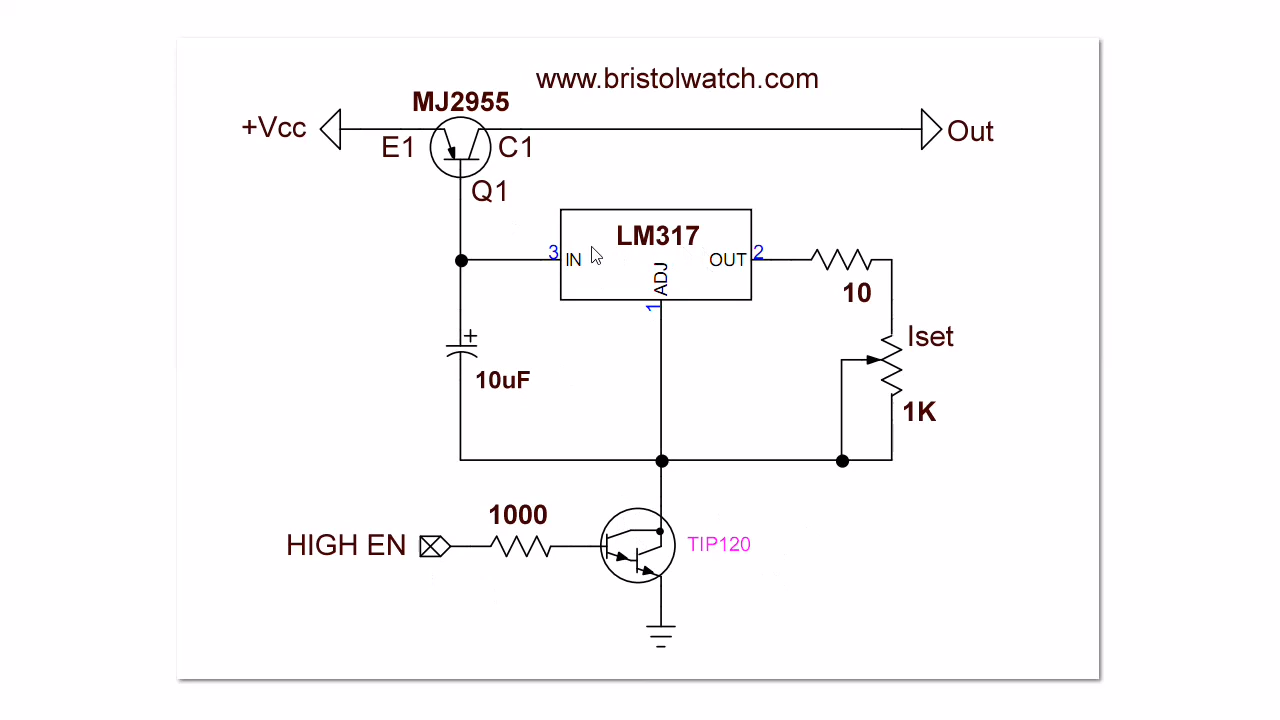 www.bristolwatch.com
MJ2955
+Vcc
E1
C1
Out
Q1
LM317
3
IN
ADJ
OUT
2
1
10
Iset
10uF
1K
1000
HIGH EN
TIP120